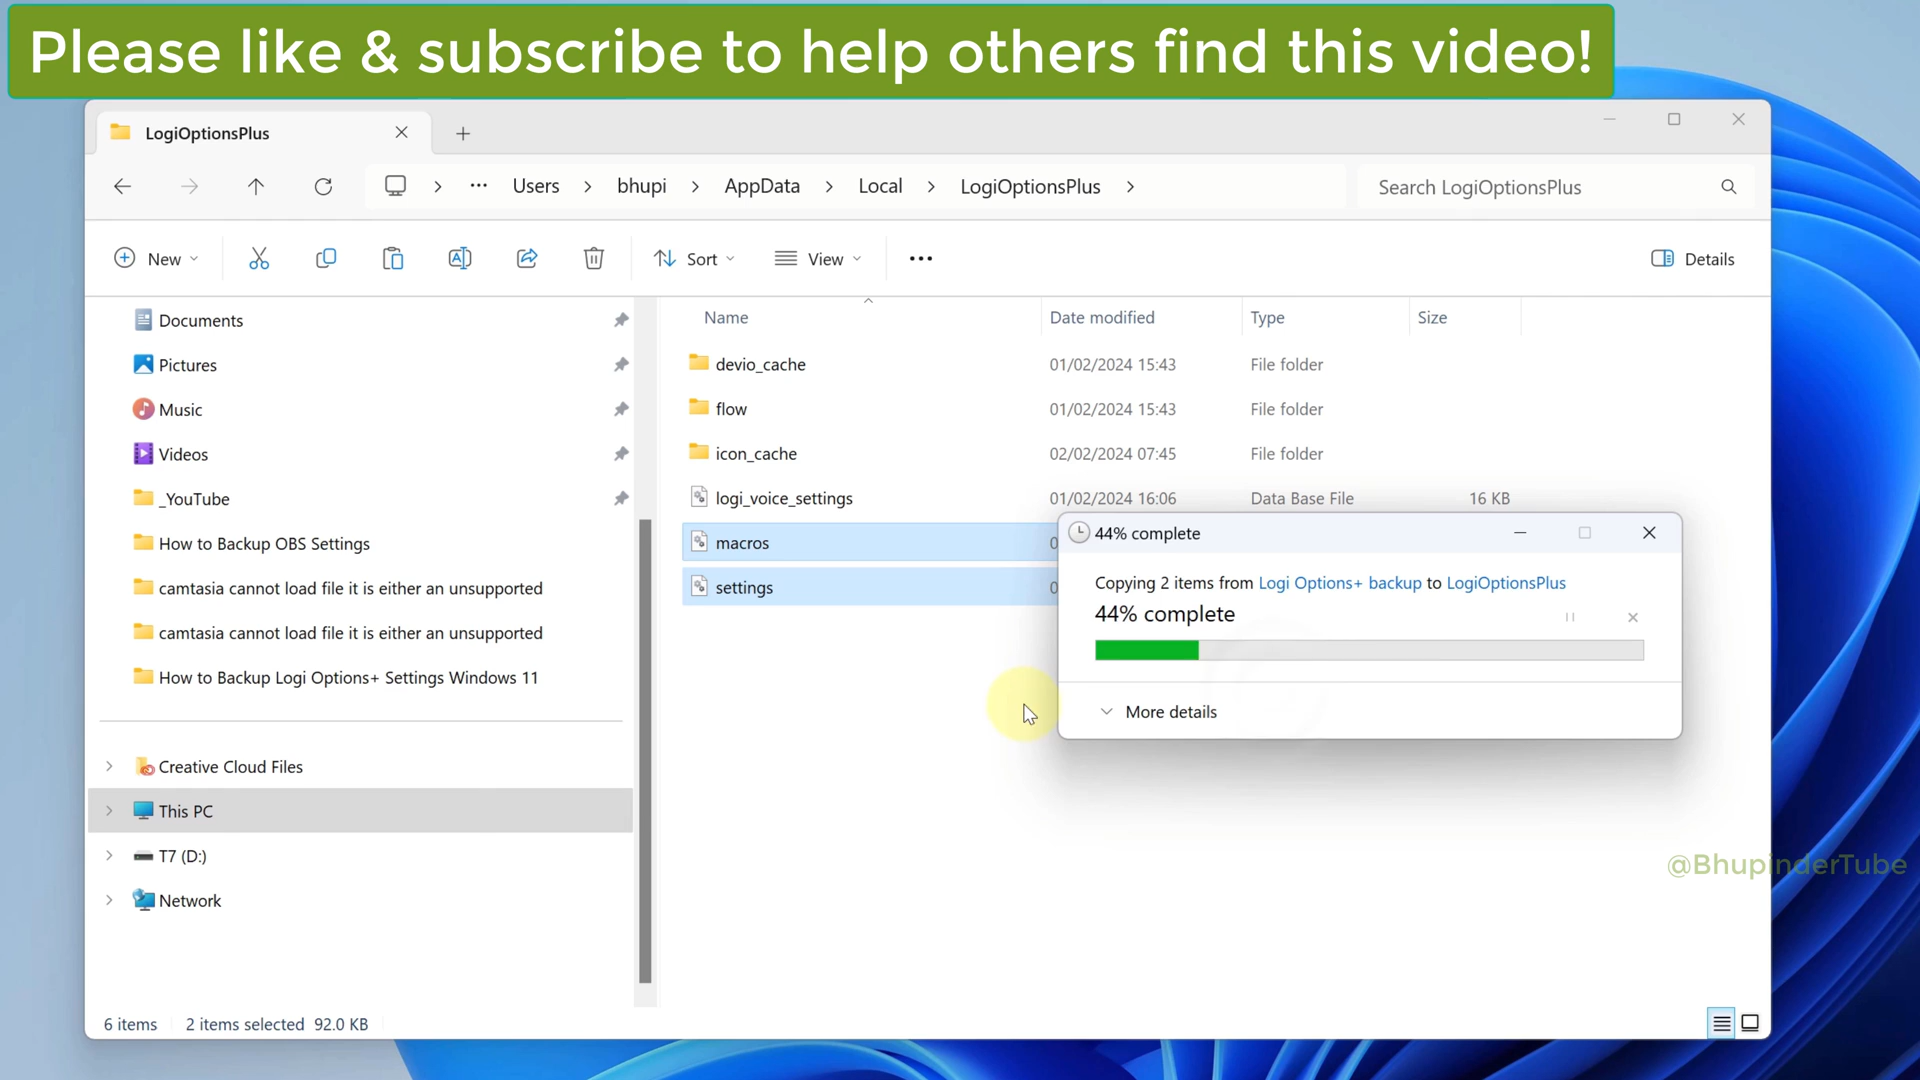 Please like & subscribe to help others find this video!
LogiOptionsPlus
Users
bhupi
AppData
Local
LogiOptionsPlus
Search LogiOptionsPlus
New
Sort
View
Details
Documents
Pictures
Music
Videos
_YouTube
How to Backup OBS Settings
camtasia cannot load file it is either an unsupported
camtasia cannot load file it is either an unsupported
How to Backup Logi Options+ Settings Windows 11
Creative Cloud Files
This PC
T7 (D:)
Network
Name Date modified Type Size
devio_cache 01/02/2024 15:43 File folder
flow 01/02/2024 15:43 File folder
icon_cache 02/02/2024 07:45 File folder
logi_voice_settings 01/02/2024 16:06 Data Base File 16 KB
macros 0
settings 0
44% complete
Copying 2 items from Logi Options+ backup to LogiOptionsPlus
44% complete
More details
@BhupinderTube
6 items 2 items selected 92.0 KB